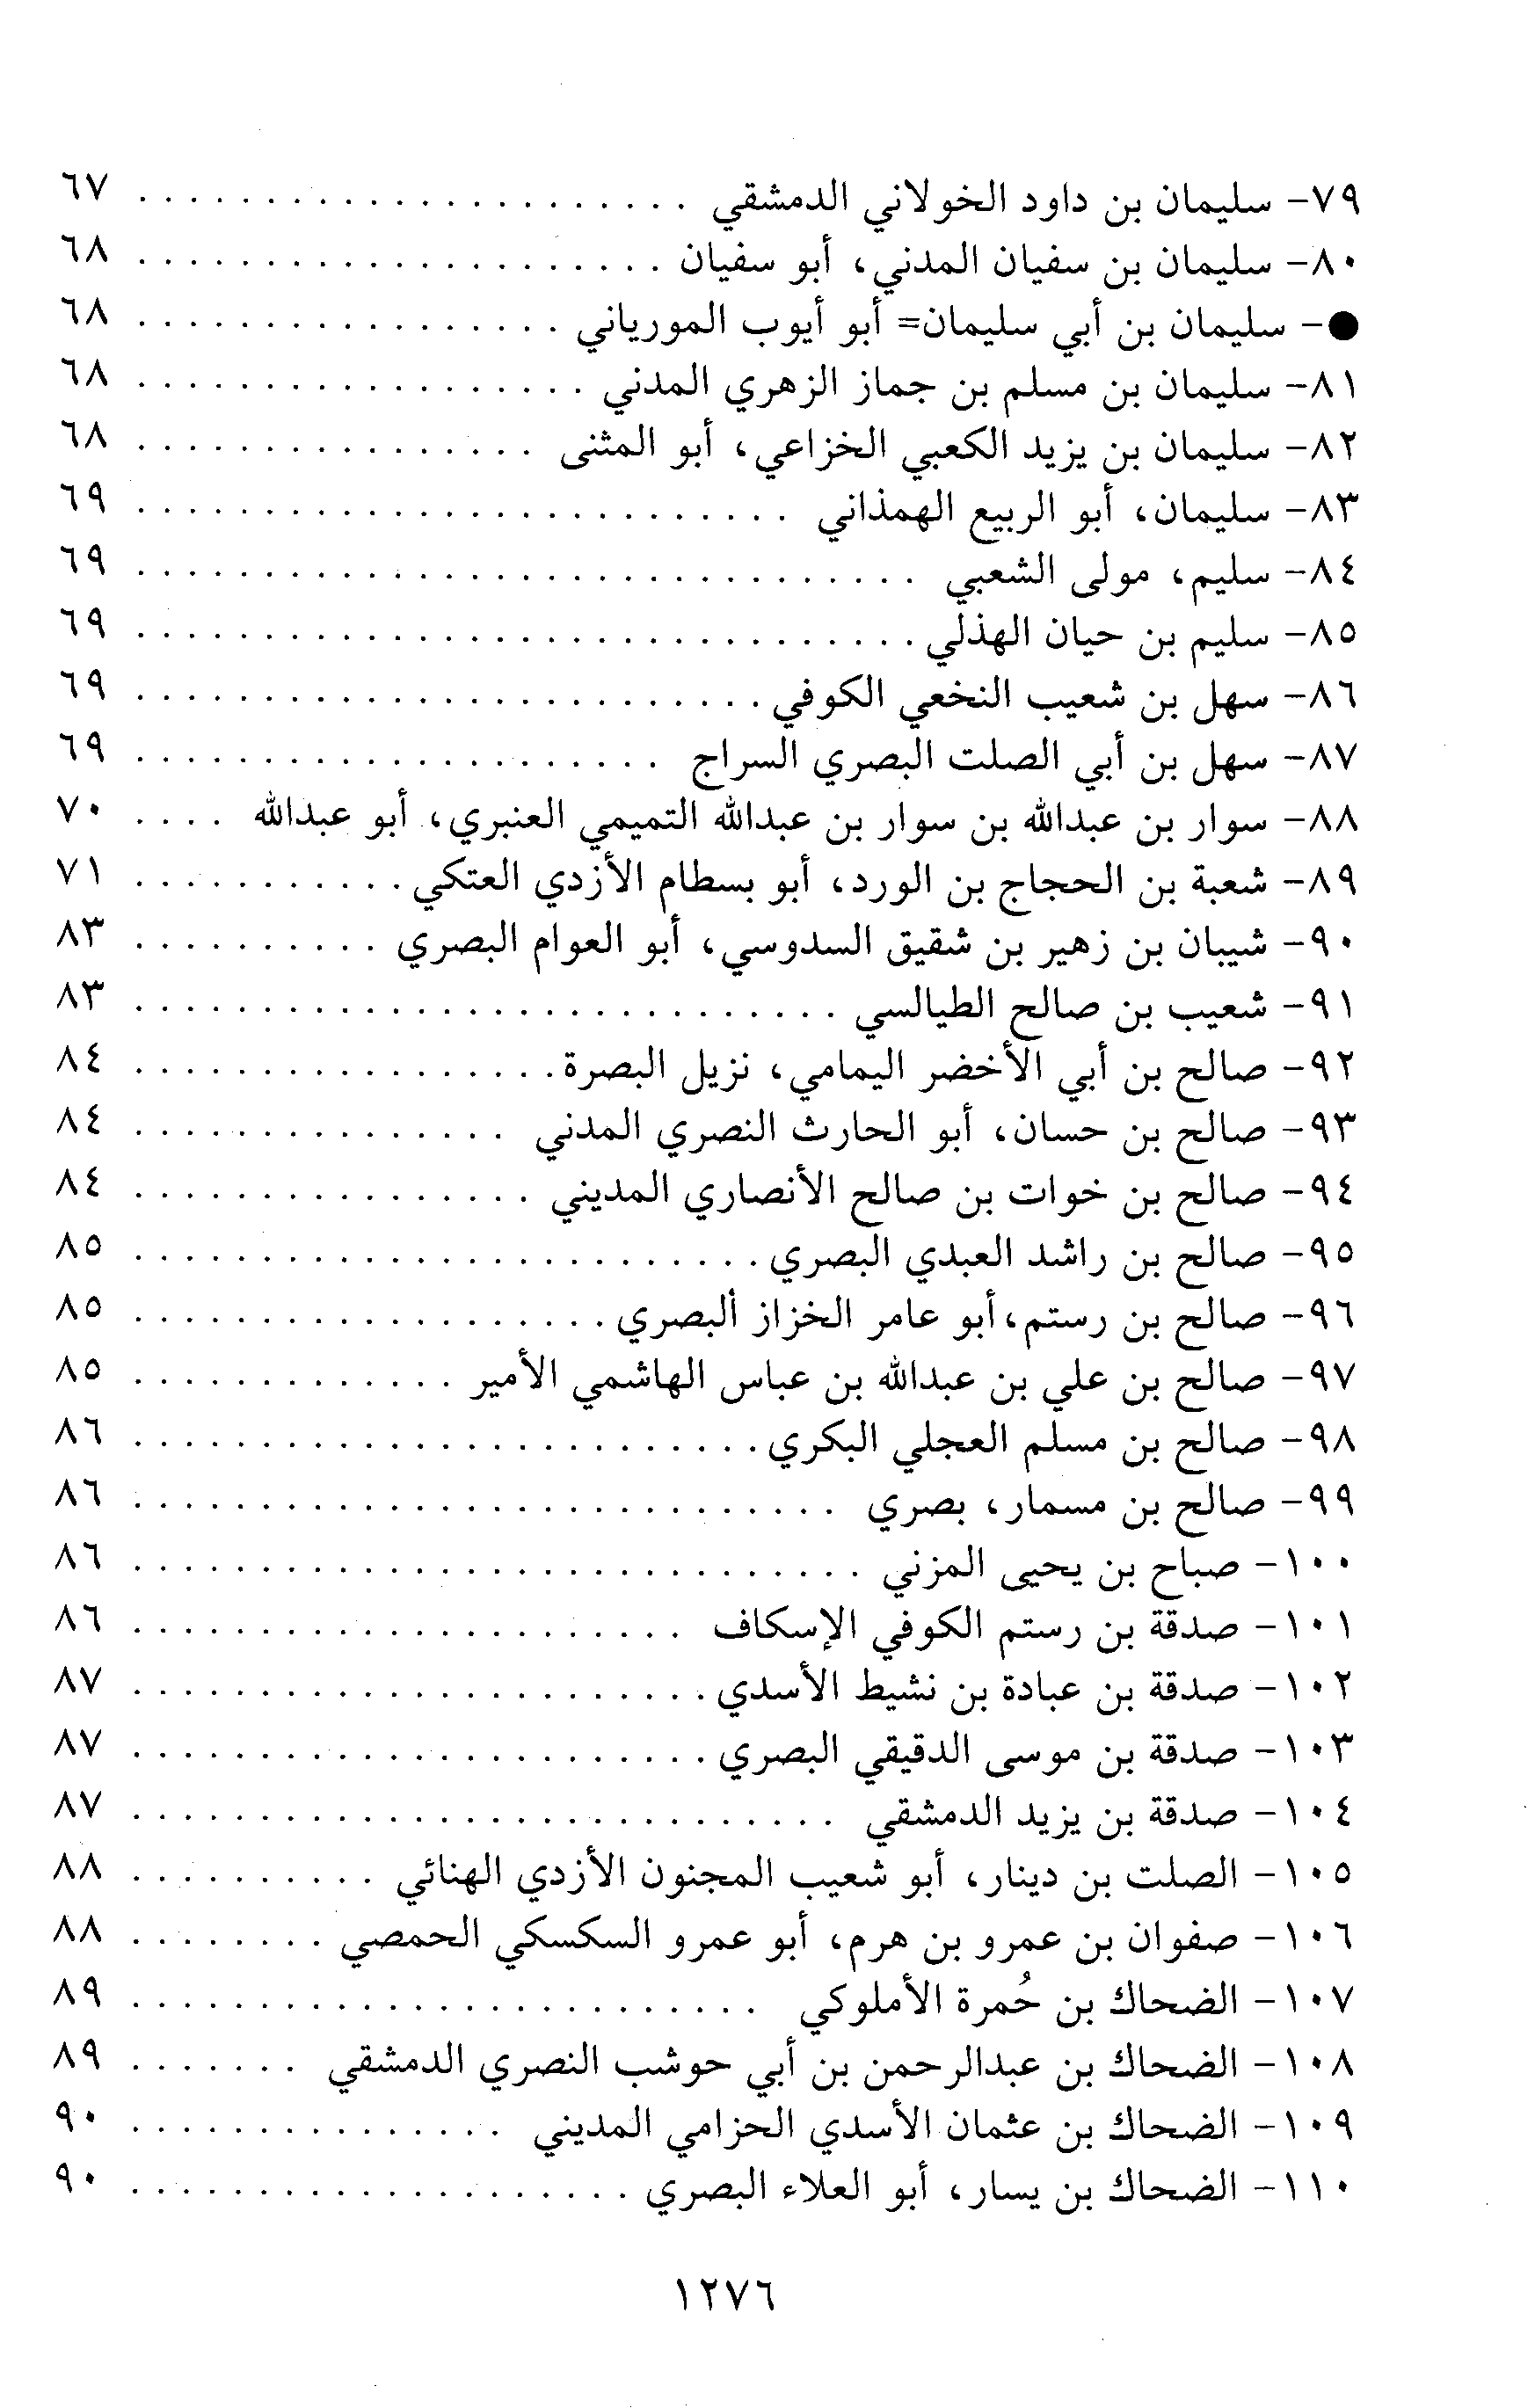 ٧٩- سليمان بن داود الخولاني الدمشقي . . . . . . . . . . . . . . . . . . . . . . ٦٧
٨٠- سليمان بن سفيان المدني، أبو سفيان . . . . . . . . . . . . . . . . . . . . . ٦٨
●- سليمان بن أبي سليمان= أبو أيوب المورياني . . . . . . . . . . . . . . . . . ٦٨
٨١- سليمان بن مسلم بن جماز الزهري المدني . . . . . . . . . . . . . . . . . . ٦٨
٨٢- سليمان بن يزيد الكعبي الخزاعي، أبو المثنى . . . . . . . . . . . . . . . . ٦٨
٨٣- سليمان، أبو الربيع الهمذاني . . . . . . . . . . . . . . . . . . . . . . . . . . ٦٩
٨٤- سليم، مولى الشعبي . . . . . . . . . . . . . . . . . . . . . . . . . . . . . . . ٦٩
٨٥- سليم بن حيان الهذلي . . . . . . . . . . . . . . . . . . . . . . . . . . . . . . . ٦٩
٨٦- سهل بن شعيب النخعي الكوفي . . . . . . . . . . . . . . . . . . . . . . . . . ٦٩
٨٧- سهل بن أبي الصلت البصري السراج . . . . . . . . . . . . . . . . . . . . . ٦٩
٨٨- سوار بن عبدالله بن سوار بن عبدالله التميمي العنبري، أبو عبدالله . . . . ٧٠
٨٩- شعبة بن الحجاج بن الورد، أبو بسطام الأزدي العتكي . . . . . . . . . . . ٧١
٩٠- شيبان بن زهير بن شقيق السدوسي، أبو العوام البصري . . . . . . . . . . ٨٣
٩١- شعيب بن صالح الطيالسي . . . . . . . . . . . . . . . . . . . . . . . . . . . . ٨٣
٩٢- صالح بن أبي الأخضر اليمامي، نزيل البصرة . . . . . . . . . . . . . . . . . ٨٤
٩٣- صالح بن حسان، أبو الحارث النصري المدني . . . . . . . . . . . . . . . ٨٤
٩٤- صالح بن خوات بن صالح الأنصاري المديني . . . . . . . . . . . . . . . . ٨٤
٩٥- صالح بن راشد العبدي البصري . . . . . . . . . . . . . . . . . . . . . . . . . ٨٥
٩٦- صالح بن رستم،أبو عامر الخزاز ألبصري . . . . . . . . . . . . . . . . . . . ٨٥
٩٧- صالح بن علي بن عبدالله بن عباس الهاشمي الأمير . . . . . . . . . . . . . ٨٥
٩٨- صالح بن مسلم العجلي البكري . . . . . . . . . . . . . . . . . . . . . . . . . ٨٦
٩٩- صالح بن مسمار، بصري . . . . . . . . . . . . . . . . . . . . . . . . . . . . ٨٦
١٠٠- صباح بن يحيى المزني . . . . . . . . . . . . . . . . . . . . . . . . . . . . . ٨٦
١٠١- صدقة بن رستم الكوفي الإسكاف . . . . . . . . . . . . . . . . . . . . . . ٨٦
١٠٢- صدقة بن عبادة بن نشيط الأسدي . . . . . . . . . . . . . . . . . . . . . . . ٨٧
١٠٣- صدقة بن موسى الدقيقي البصري . . . . . . . . . . . . . . . . . . . . . . . ٨٧
١٠٤- صدقة بن يزيد الدمشقي . . . . . . . . . . . . . . . . . . . . . . . . . . . . ٨٧
١٠٥- الصلت بن دينار، أبو شعيب المجنون الأزدي الهنائي . . . . . . . . . . ٨٨
١٠٦- صفوان بن عمرو بن هرم، أبو عمرو السكسكي الحمصي . . . . . . . . ٨٨
١٠٧- الضحاك بن حُمرة الأملوكي . . . . . . . . . . . . . . . . . . . . . . . . . ٨٩
١٠٨- الضحاك بن عبدالرحمن بن أبي حوشب النصري الدمشقي . . . . . . . ٨٩
١٠٩- الضحاك بن عثمان الأسدي الحزامي المديني . . . . . . . . . . . . . . . ٩٠
١١٠- الضحاك بن يسار، أبو العلاء البصري . . . . . . . . . . . . . . . . . . . . ٩٠
١٢٧٦